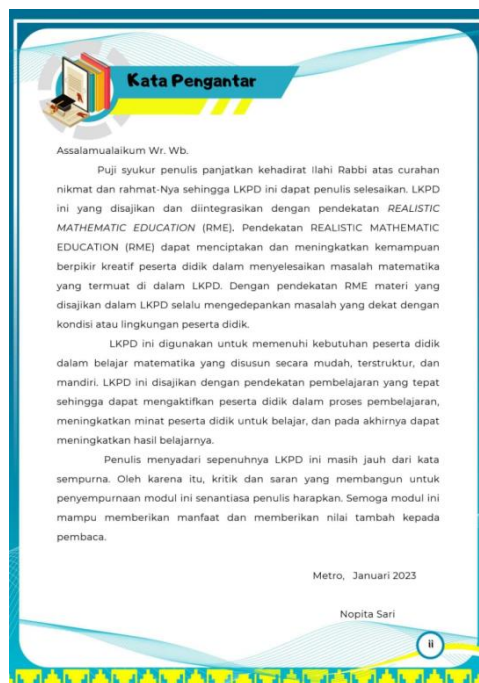 Kata Pengantar
Assalamualaikum Wr. Wb.
Puji syukur penulis panjatkan kehadirat Ilahi Rabbi atas curahan
nikmat dan rahmat-Nya sehingga LKPD ini dapat penulis selesaikan. LKPD
ini yang disajikan dan diintegrasikan dengan pendekatan REALISTIC
MATHEMATIC EDUCATION (RME). Pendekatan REALISTIC MATHEMATIC
EDUCATION (RME) dapat menciptakan dan meningkatkan kemampuan
berpikir kreatif peserta didik dalam menyelesaikan masalah matematika
yang termuat di dalam LKPD. Dengan pendekatan RME materi yang
disajikan dalam LKPD selalu mengedepankan masalah yang dekat dengan
kondisi atau lingkungan peserta didik.
LKPD ini digunakan untuk memenuhi kebutuhan peserta didik
dalam belajar matematika yang disusun secara mudah, terstruktur, dan
mandiri. LKPD ini disajikan dengan pendekatan pembelajaran yang tepat
sehingga dapat mengaktifkan peserta didik dalam proses pembelajaran,
meningkatkan minat peserta didik untuk belajar, dan pada akhirnya dapat
meningkatkan hasil belajarnya.
Penulis menyadari sepenuhnya LKPD ini masih jauh dari kata
sempurna. Oleh karena itu, kritik dan saran yang membangun untuk
penyempurnaan modul ini senantiasa penulis harapkan. Semoga modul ini
mampu memberikan manfaat dan memberikan nilai tambah kepada
pembaca.
Metro, Januari 2023
Nopita Sari
ii